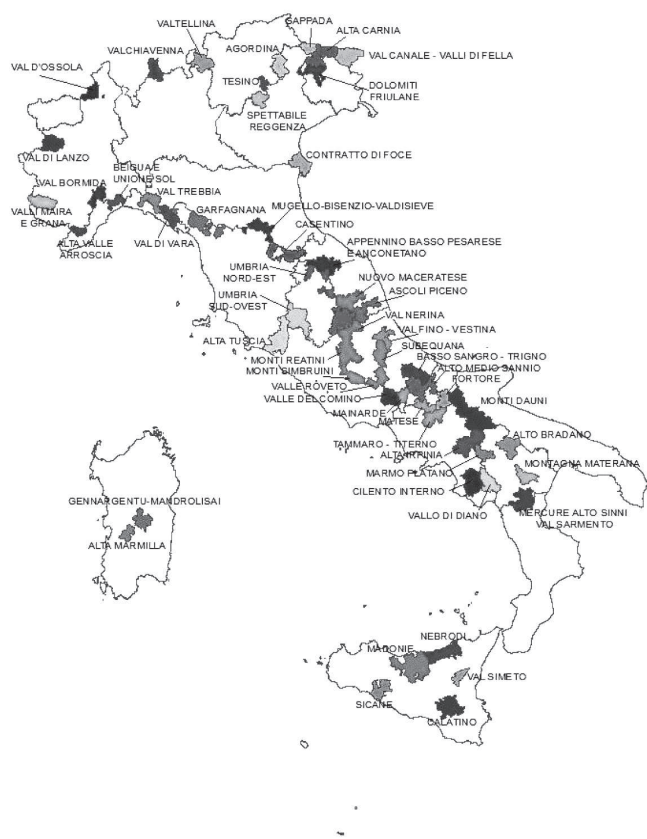 VALTELLINA
SAPPADA
ALTA CARNIA
VALCHIAVENNA
AGORDINA
VAL CANALE - VALLI DI FELLA
VAL D'OSSOLA
TESINO
DOLOMITI
FRIULANE
SPETTABILE
REGGENZA
VAL DI LANZO
CONTRATTO DI FOCE
BEIGUA E
UNIONE SOL
VAL BORMIDA
VAL TREBBIA
VALLI MAIRA
E GRANA
GARFAGNANA
MUGELLO-BISENZIO-VALDISIEVE
CASENTINO
ALTA VALLE
ARROSCIA
VAL DI VARA
APPENNINO BASSO PESARESE
E ANCONETANO
UMBRIA
NORD-EST
NUOVO MACERATESE
ASCOLI PICENO
UMBRIA
SUD-OVEST
VAL NERINA
VAL FINO - VESTINA
ALTA TUSCIA
SUBEQUANA
MONTI REATINI
BASSO SANGRO - TRIGNO
MONTI SIMBRUINI
ALTO MEDIO SANNIO
FORTORE
VALLE ROVETO
VALLE DEL COMINO
MONTI DAUNI
MAINARDE
MATESE
ALTO BRADANO
TAMMARO - TITERNO
ALTA IRPINIA
MONTAGNA MATERANA
MARMO PLATANO
CILENTO INTERNO
MERCURE ALTO SINNI
VAL SARMENTO
VALLO DI DIANO
GENNARGENTU-MANDROLISAI
ALTA MARMILLA
NEBRODI
MADONIE
VAL SIMETO
SICANE
CALATINO